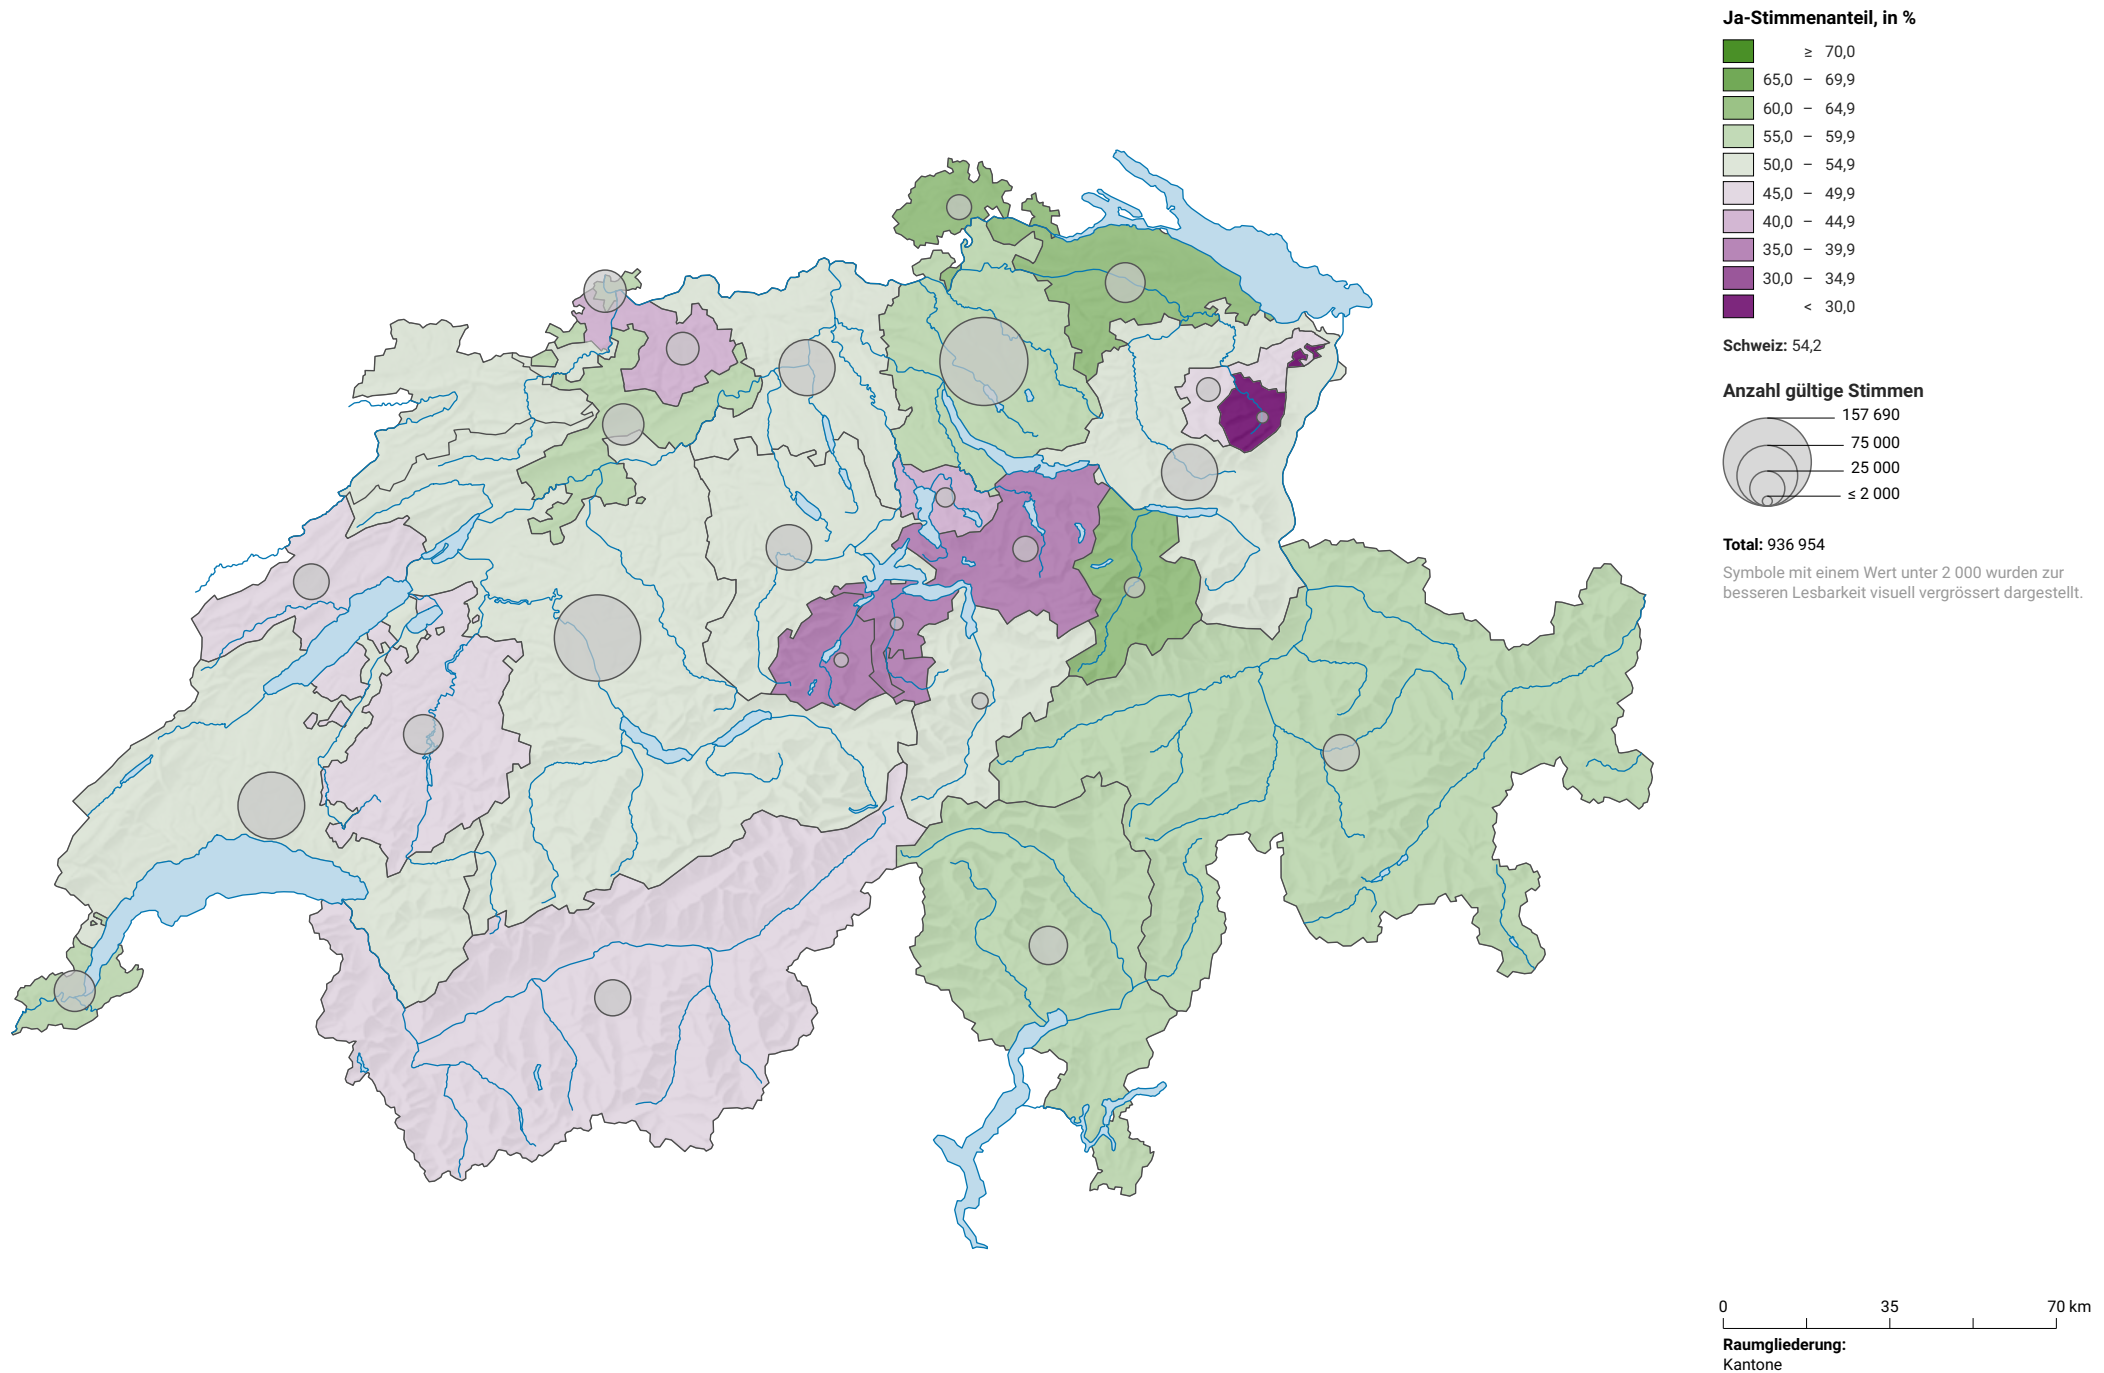 Ja-Stimmenanteil, in %
≥ 70,0
65,0 – 69,9
60,0 – 64,9
55,0 – 59,9
50,0 – 54,9
45,0 – 49,9
40,0 – 44,9
35,0 – 39,9
30,0 – 34,9
< 30,0
Schweiz: 54,2
Anzahl gültige Stimmen
157 690
75 000
25 000
≤ 2 000
Total: 936 954
Symbole mit einem Wert unter 2 000 wurden zur
besseren Lesbarkeit visuell vergrössert dargestellt.
0 35 70 km
Raumgliederung:
Kantone